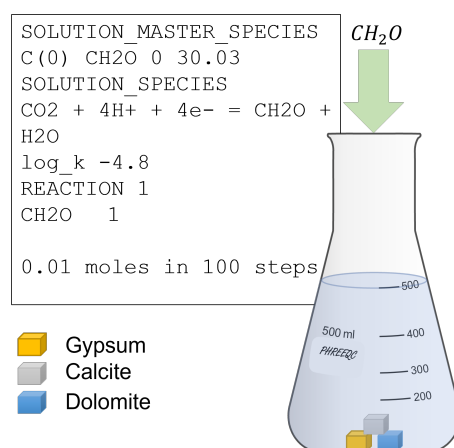 SOLUTION_MASTER_SPECIES
C(0) CH2O 0 30.03
SOLUTION_SPECIES
CO2 + 4H+ + 4e- = CH2O +
H2O
log_k -4.8
REACTION 1
CH2O 1
0.01 moles in 100 steps
CH₂O
500
500 ml
400
PHREEQC
300
200
Gypsum
Calcite
Dolomite